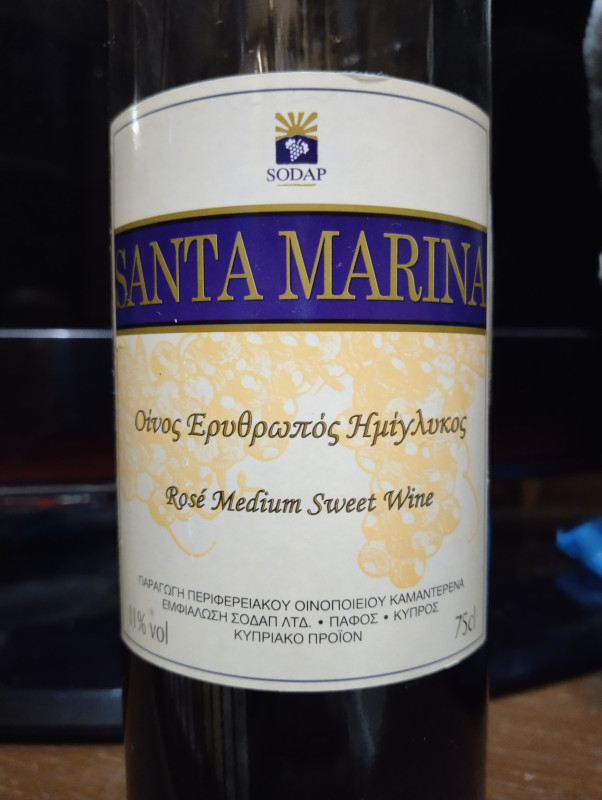 SODAP
SANTA MARINA
Οίνος Ερυθρωπός Ημίγλυκος
Rosé Medium Sweet Wine
ΠΑΡΑΓΩΓΗ ΠΕΡΙΦΕΡΕΙΑΚΟΥ ΟΙΝΟΠΟΙΕΙΟΥ ΚΑΜΑΝΤΕΡΕΝΑ
ΕΜΦΙΑΛΩΣΗ ΣΟΔΑΠ ΛΤΔ. • ΠΑΦΟΣ • ΚΥΠΡΟΣ
ΚΥΠΡΙΑΚΟ ΠΡΟΪΟΝ
11% vol
75cl